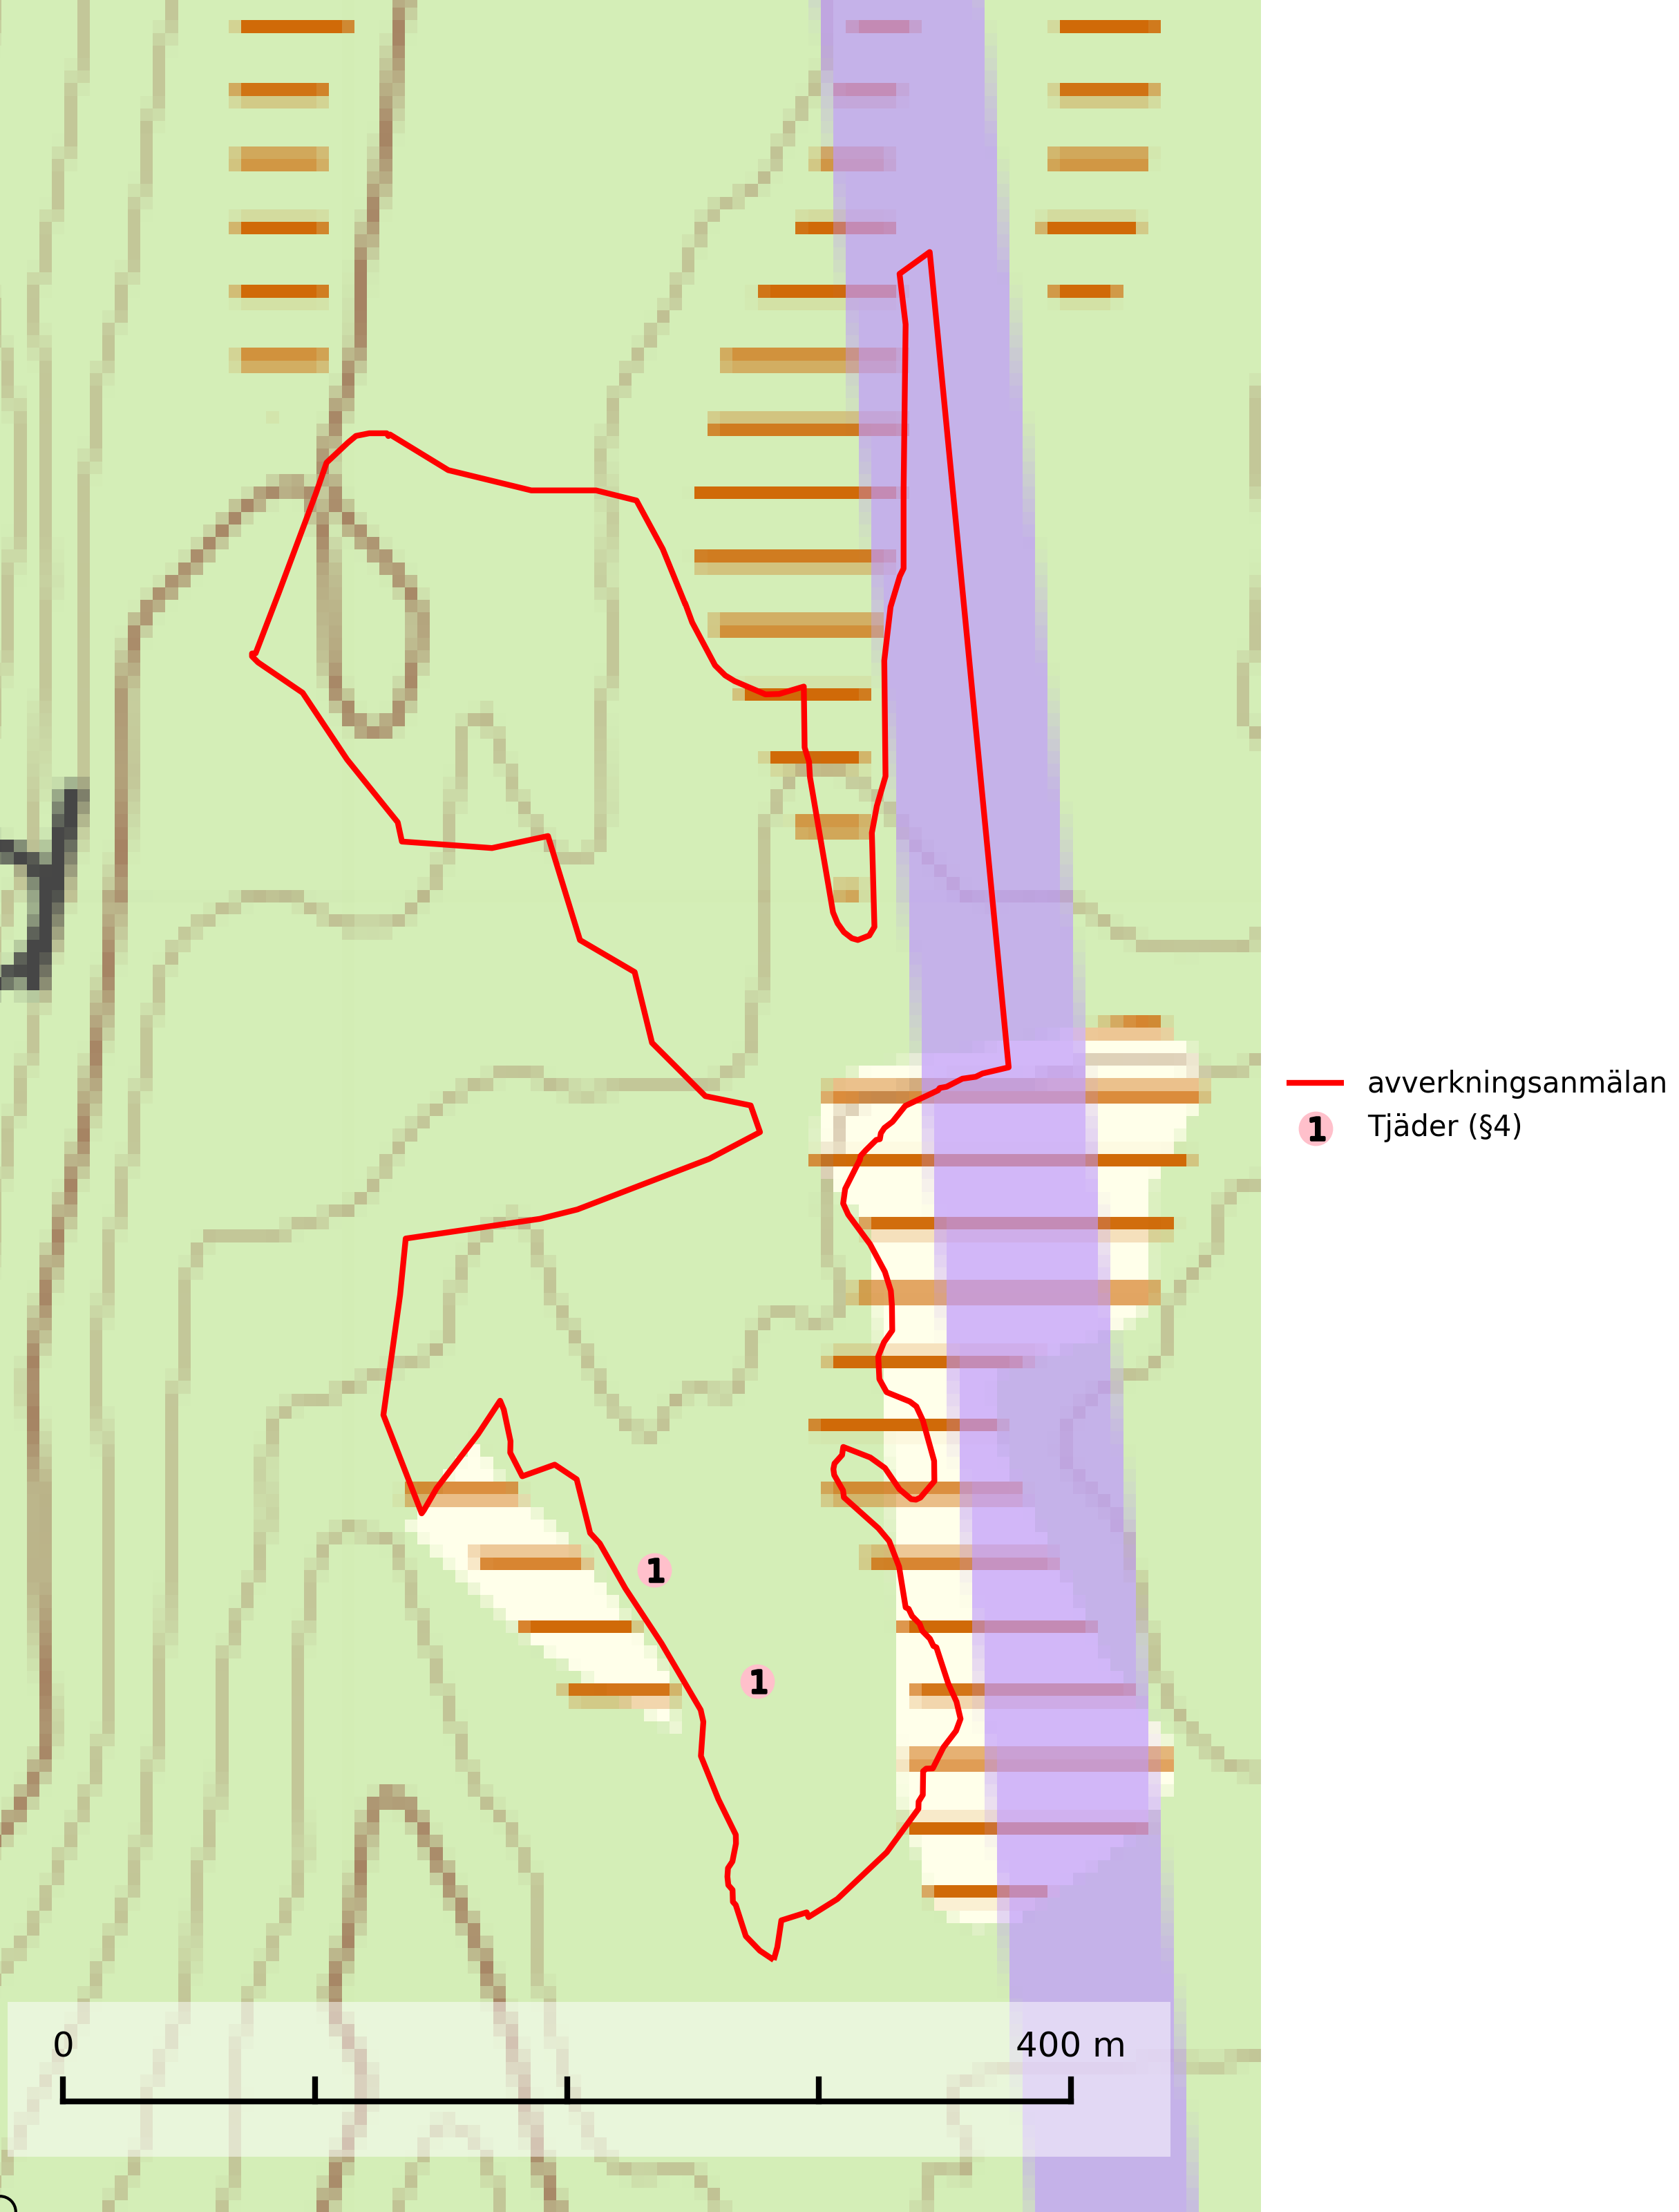 avverkningsanmälan
1 Tjäder (§4)
1
1
0 400 m